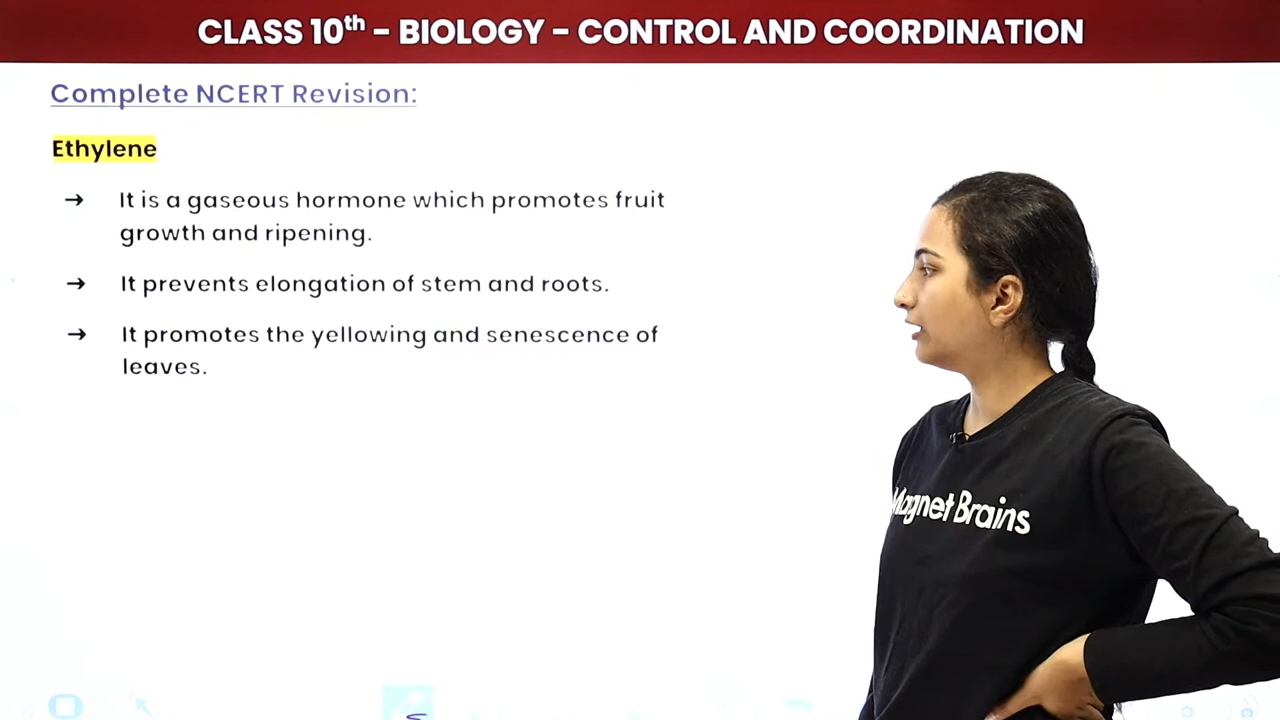 CLASS 10th - BIOLOGY - CONTROL AND COORDINATION
Complete NCERT Revision:
Ethylene
→ It is a gaseous hormone which promotes fruit
growth and ripening.
→ It prevents elongation of stem and roots.
→ It promotes the yellowing and senescence of
leaves.
Magnet Brains